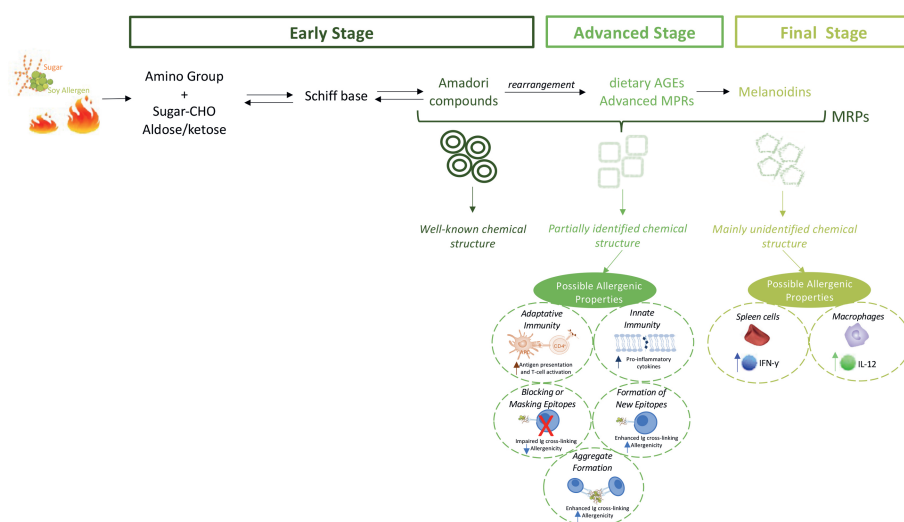 Early Stage
Advanced Stage
Final Stage
Sugar
Soy Allergen
Amino Group
+
Sugar-CHO
Aldose/ketose
Schiff base
Amadori
compounds
rearrangement
dietary AGEs
Advanced MPRs
Melanoidins
MRPs
Well-known chemical
structure
Partially identified chemical
structure
Mainly unidentified chemical
structure
Possible Allergenic
Properties
Possible Allergenic
Properties
Adaptative
Immunity
APC
CD4+
Antigen presentation
and T-cell activation
Innate
Immunity
Pro-inflammatory
cytokines
Spleen cells
IFN-γ
Macrophages
IL-12
Blocking or
Masking Epitopes
X
Impaired Ig cross-linking
Allergenicity
Formation of
New Epitopes
Enhanced Ig cross-linking
Allergenicity
Aggregate
Formation
Enhanced Ig cross-linking
Allergenicity